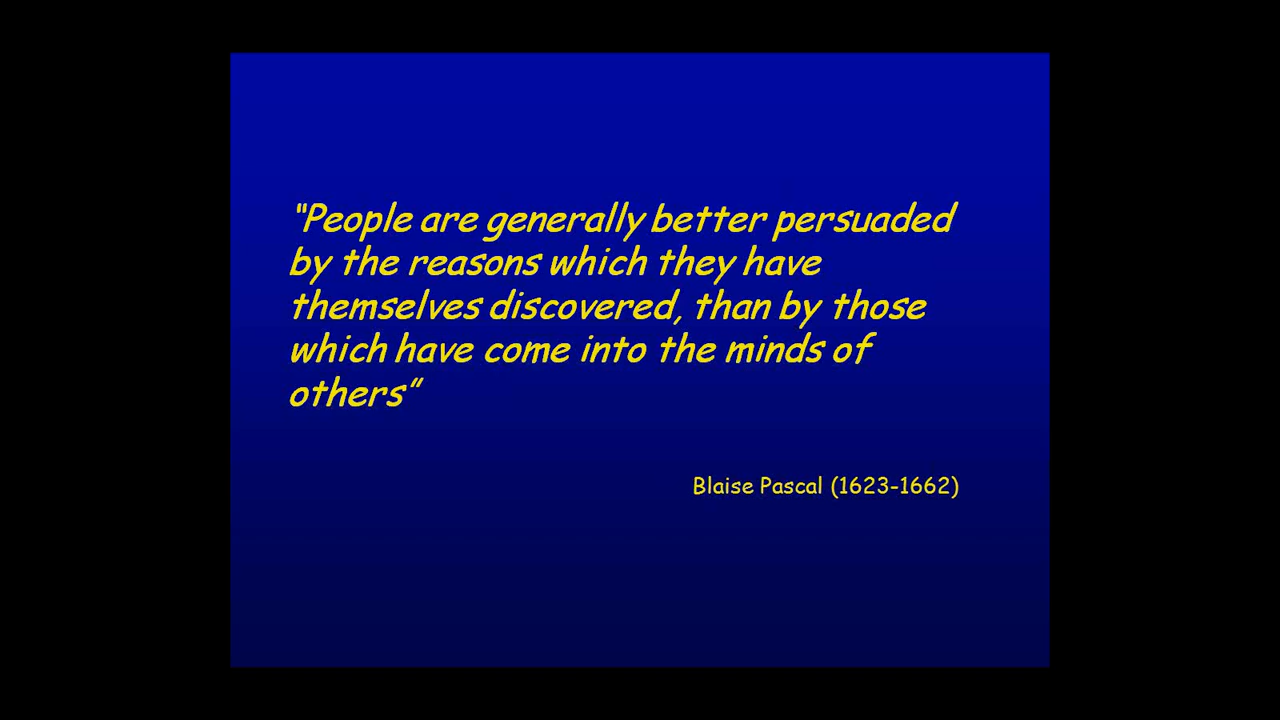 “People are generally better persuaded
by the reasons which they have
themselves discovered, than by those
which have come into the minds of
others”
Blaise Pascal (1623-1662)